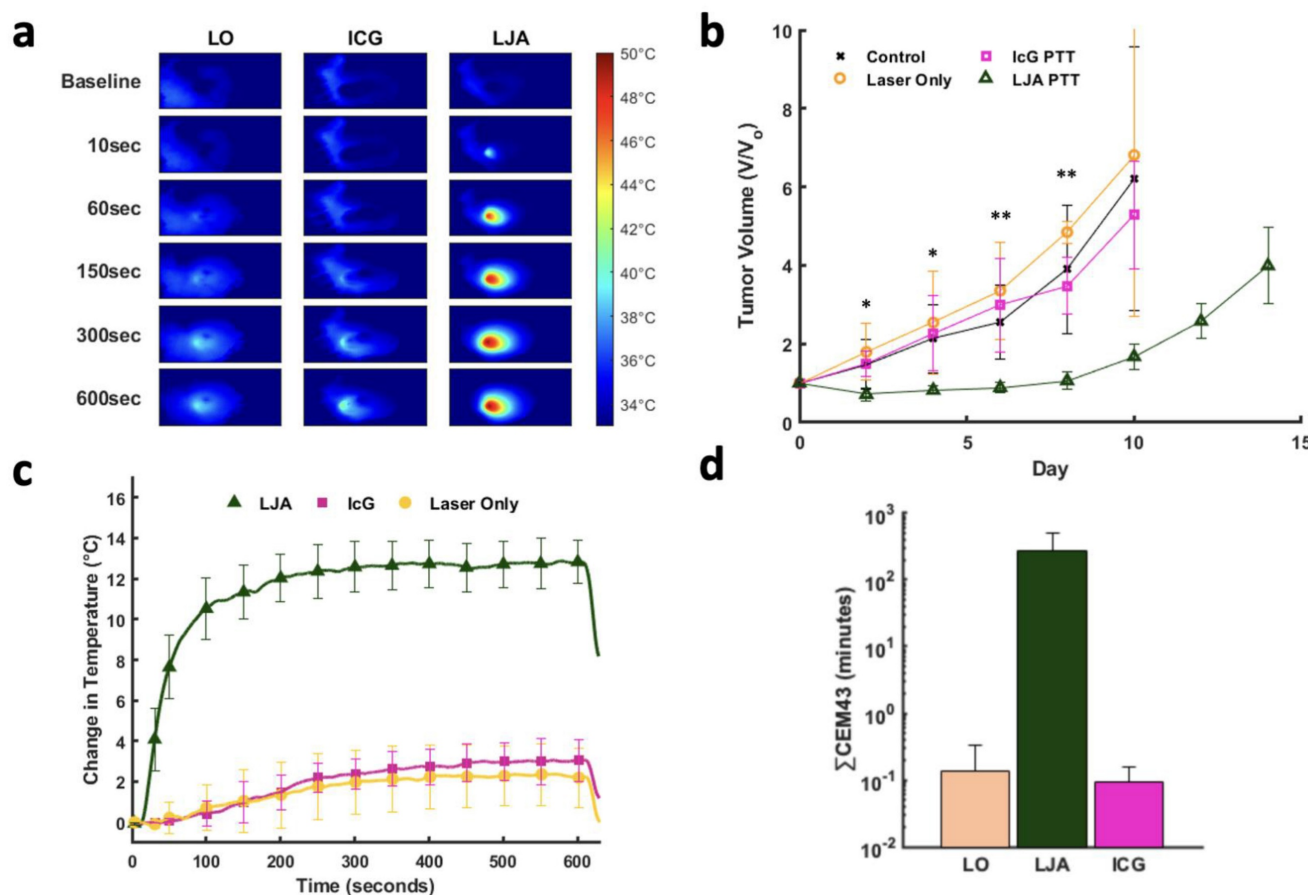 a
LO ICG LJA
Baseline
10sec
60sec
150sec
300sec
600sec
50°C
48°C
46°C
44°C
42°C
40°C
38°C
36°C
34°C
b
Control IcG PTT
Laser Only LJA PTT
Tumor Volume (V/Vo)
10
8
6
4
2
0
* * ** **
0 5 10 15
Day
c
LJA IcG Laser Only
Change in Temperature (°C)
16
14
12
10
8
6
4
2
0
0 100 200 300 400 500 600
Time (seconds)
d
∑CEM43 (minutes)
10³
10²
10¹
10⁰
10⁻¹
10⁻²
LO LJA ICG